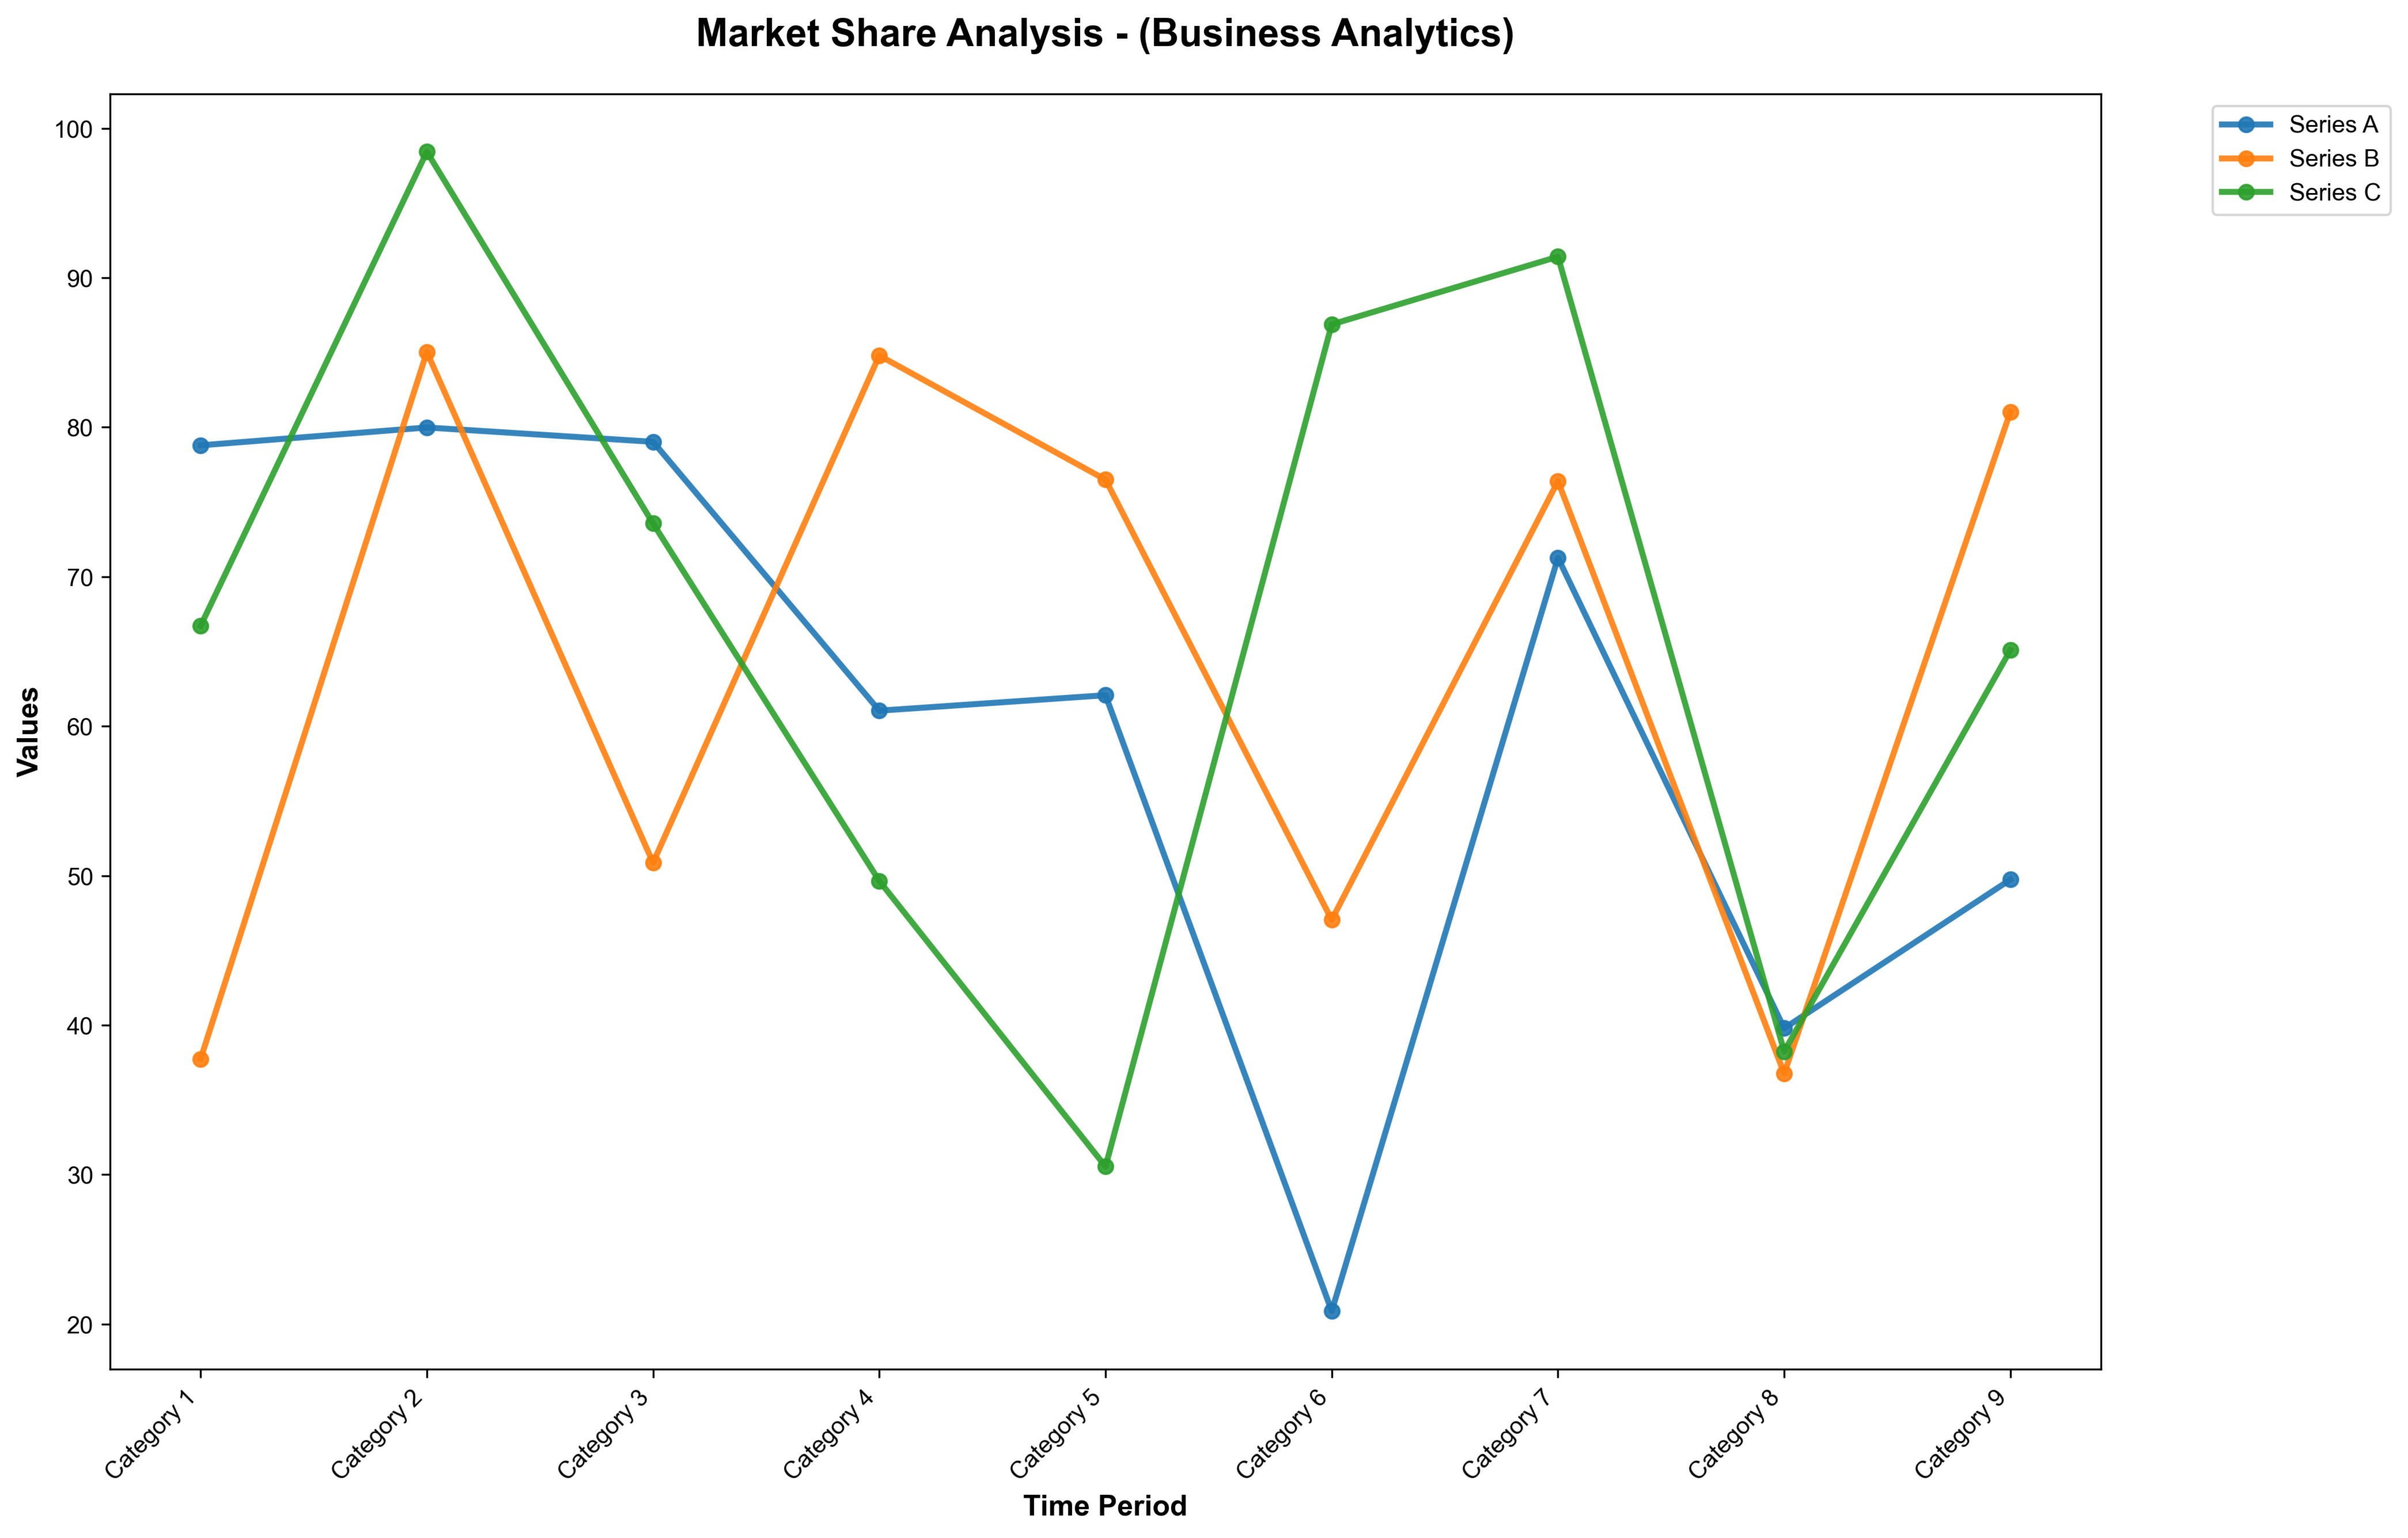 Market Share Analysis - (Business Analytics)
Series A
Series B
Series C
Values
100
90
80
70
60
50
40
30
20
Category 1
Category 2
Category 3
Category 4
Category 5
Category 6
Category 7
Category 8
Category 9
Time Period